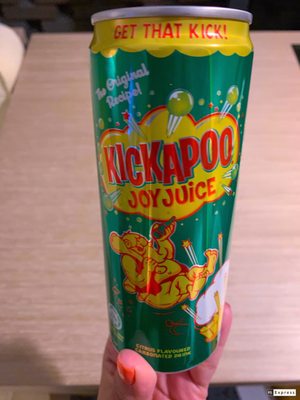 GET THAT KICK!
The Original
Recipe!
KICKAPOO
JOY JUICE
CITRUS FLAVOURED
CARBONATED DRINK
Express